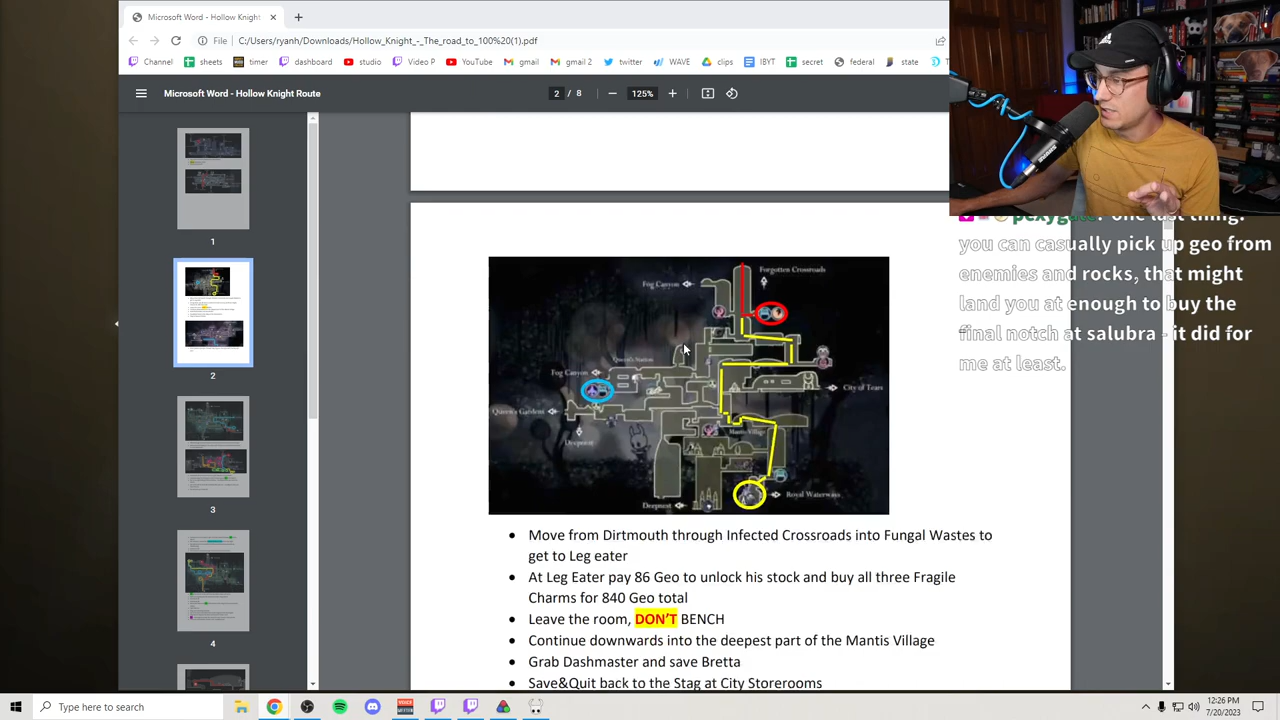 Microsoft Word - Hollow Knight
File
C:/Users/ryanh/Downloads/Hollow_Knight_-_The_road_to_100%20(1).pdf
Channel
sheets
timer
dashboard
studio
Video P
YouTube
gmail
gmail 2
twitter
WAVE
clips
IBYT
secret
federal
state
Microsoft Word - Hollow Knight Route
2 / 8
125%
1
2
3
4
Forgotten Crossroads
Fog Canyon
Queen's Station
Fog Canyon
City of Tears
Queen's Gardens
Mantis Village
Deepnest
Royal Waterways
Deepnest
• Move from Dirtmouth through Infected Crossroads into Fungal Wastes to
get to Leg eater
• At Leg Eater pay 86 Geo to unlock his stock and buy all three Fragile
Charms for 840 Geo total
• Leave the room, DON'T BENCH
• Continue downwards into the deepest part of the Mantis Village
• Grab Dashmaster and save Bretta
• Save&Quit back to the Stag at City Storerooms
pexygate: one last thing:
you can casually pick up geo from
enemies and rocks, that might
land you at enough to buy the
final notch at salubra - it did for
me at least.
Type here to search
12:26 PM
7/20/2023